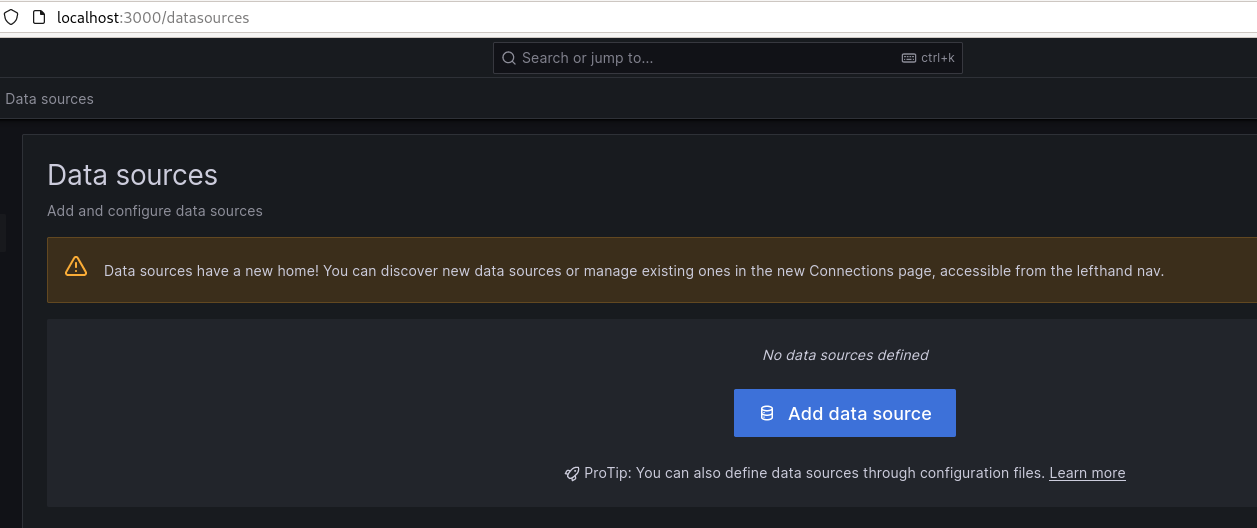 localhost:3000/datasources
Search or jump to... ctrl+k
Data sources
Data sources
Add and configure data sources
Data sources have a new home! You can discover new data sources or manage existing ones in the new Connections page, accessible from the lefthand nav.
No data sources defined
Add data source
ProTip: You can also define data sources through configuration files. Learn more